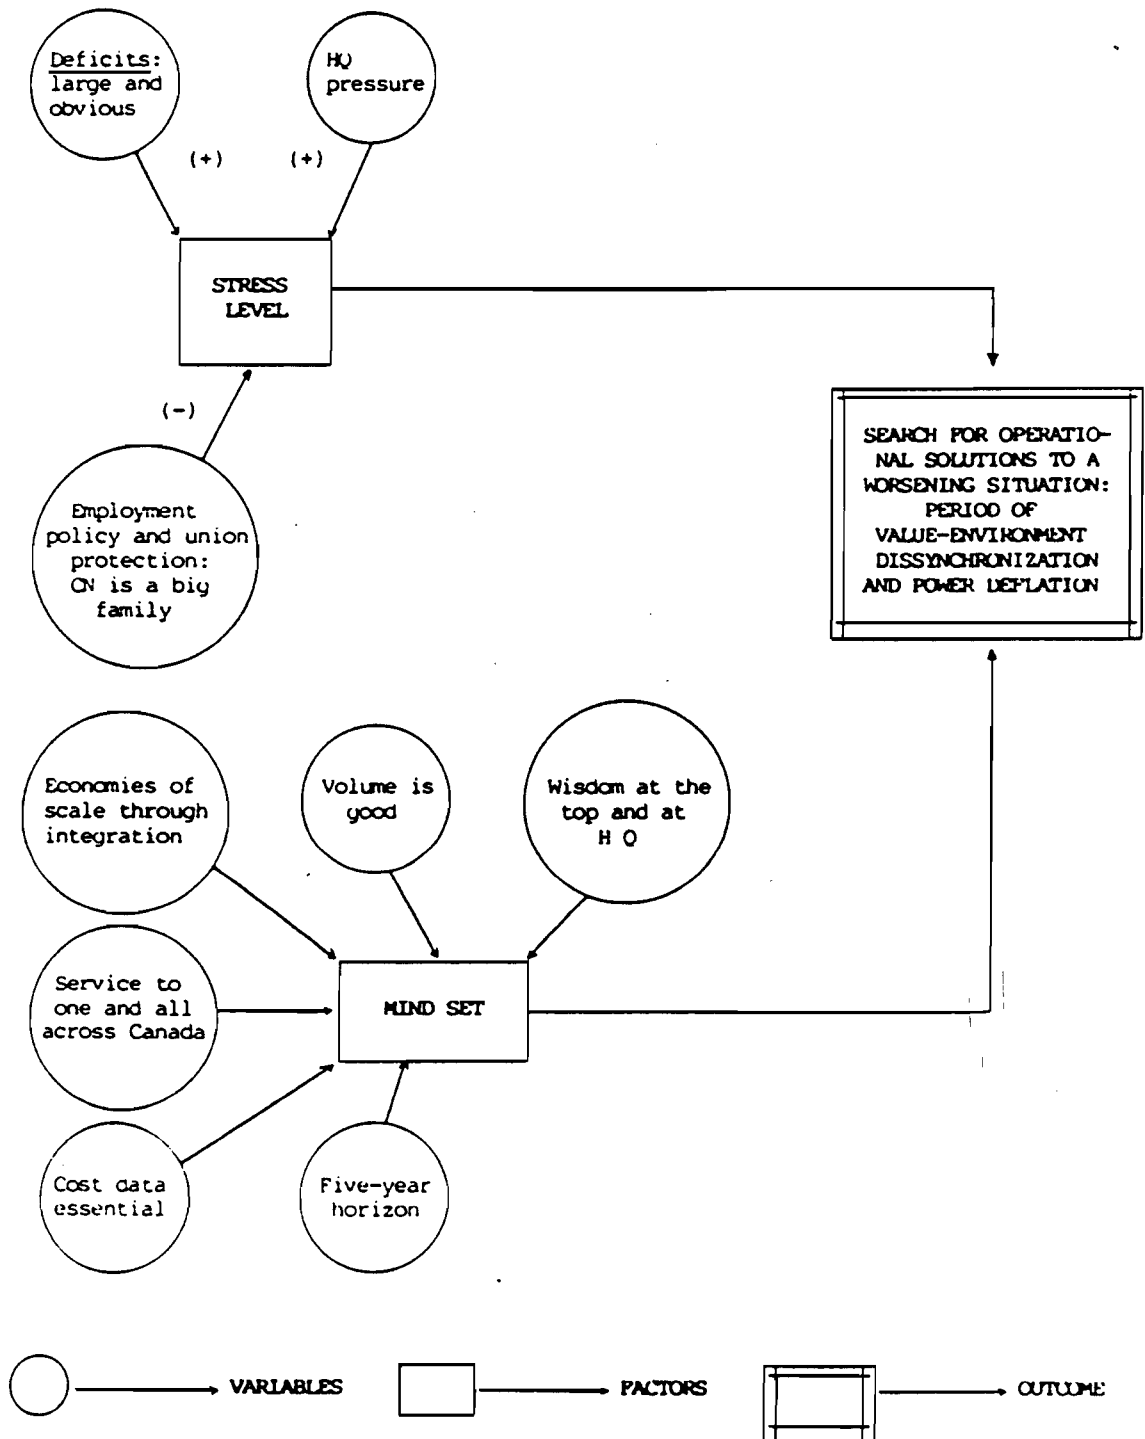 Deficits:
large and
obvious
HQ
pressure
(+)
(+)
STRESS
LEVEL
(-)
Employment
policy and union
protection:
CN is a big
family
SEARCH FOR OPERATIO-
NAL SOLUTIONS TO A
WORSENING SITUATION:
PERIOD OF
VALUE-ENVIRONMENT
DISSYNCHRONIZATION
AND POWER DEFLATION
Economies of
scale through
integration
Volume is
good
Wisdom at the
top and at
H Q
Service to
one and all
across Canada
MIND SET
Cost data
essential
Five-year
horizon
VARIABLES
FACTORS
OUTCOME